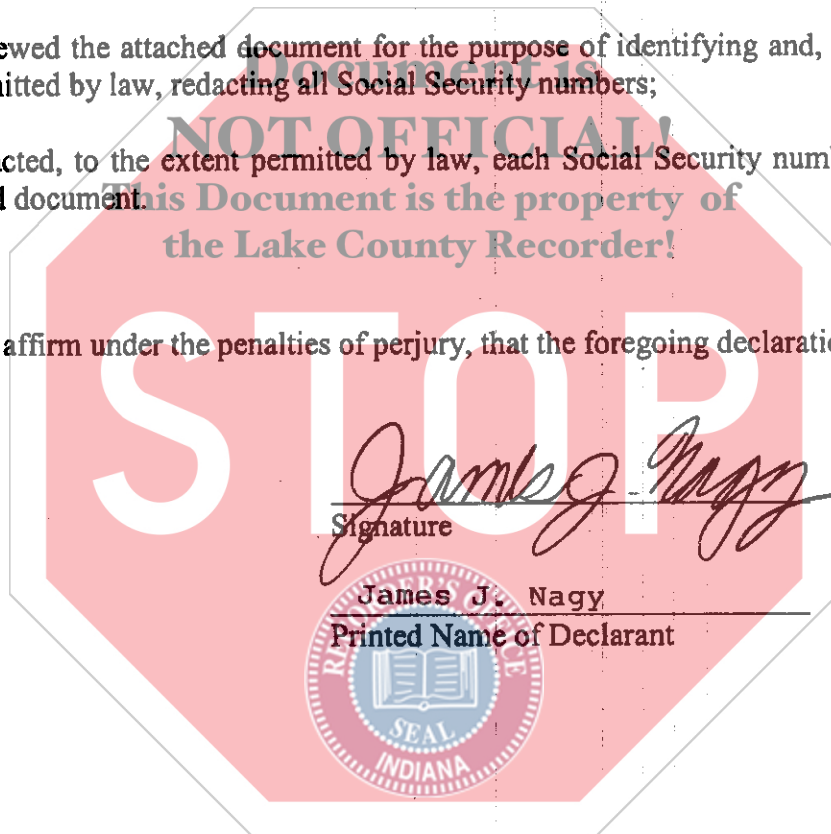 ewed the attached document for the purpose of identifying and,
Document is
itted by law, redacting all Social Security numbers;
NOT OFFICIAL!
cted, to the extent permitted by law, each Social Security num
d document.
This Document is the property of
the Lake County Recorder!
affirm under the penalties of perjury, that the foregoing declaratio
STOP
James J. Nagy
Signature
James J. Nagy
Printed Name of Declarant
RECORDER'S OFFICE
SEAL
INDIANA